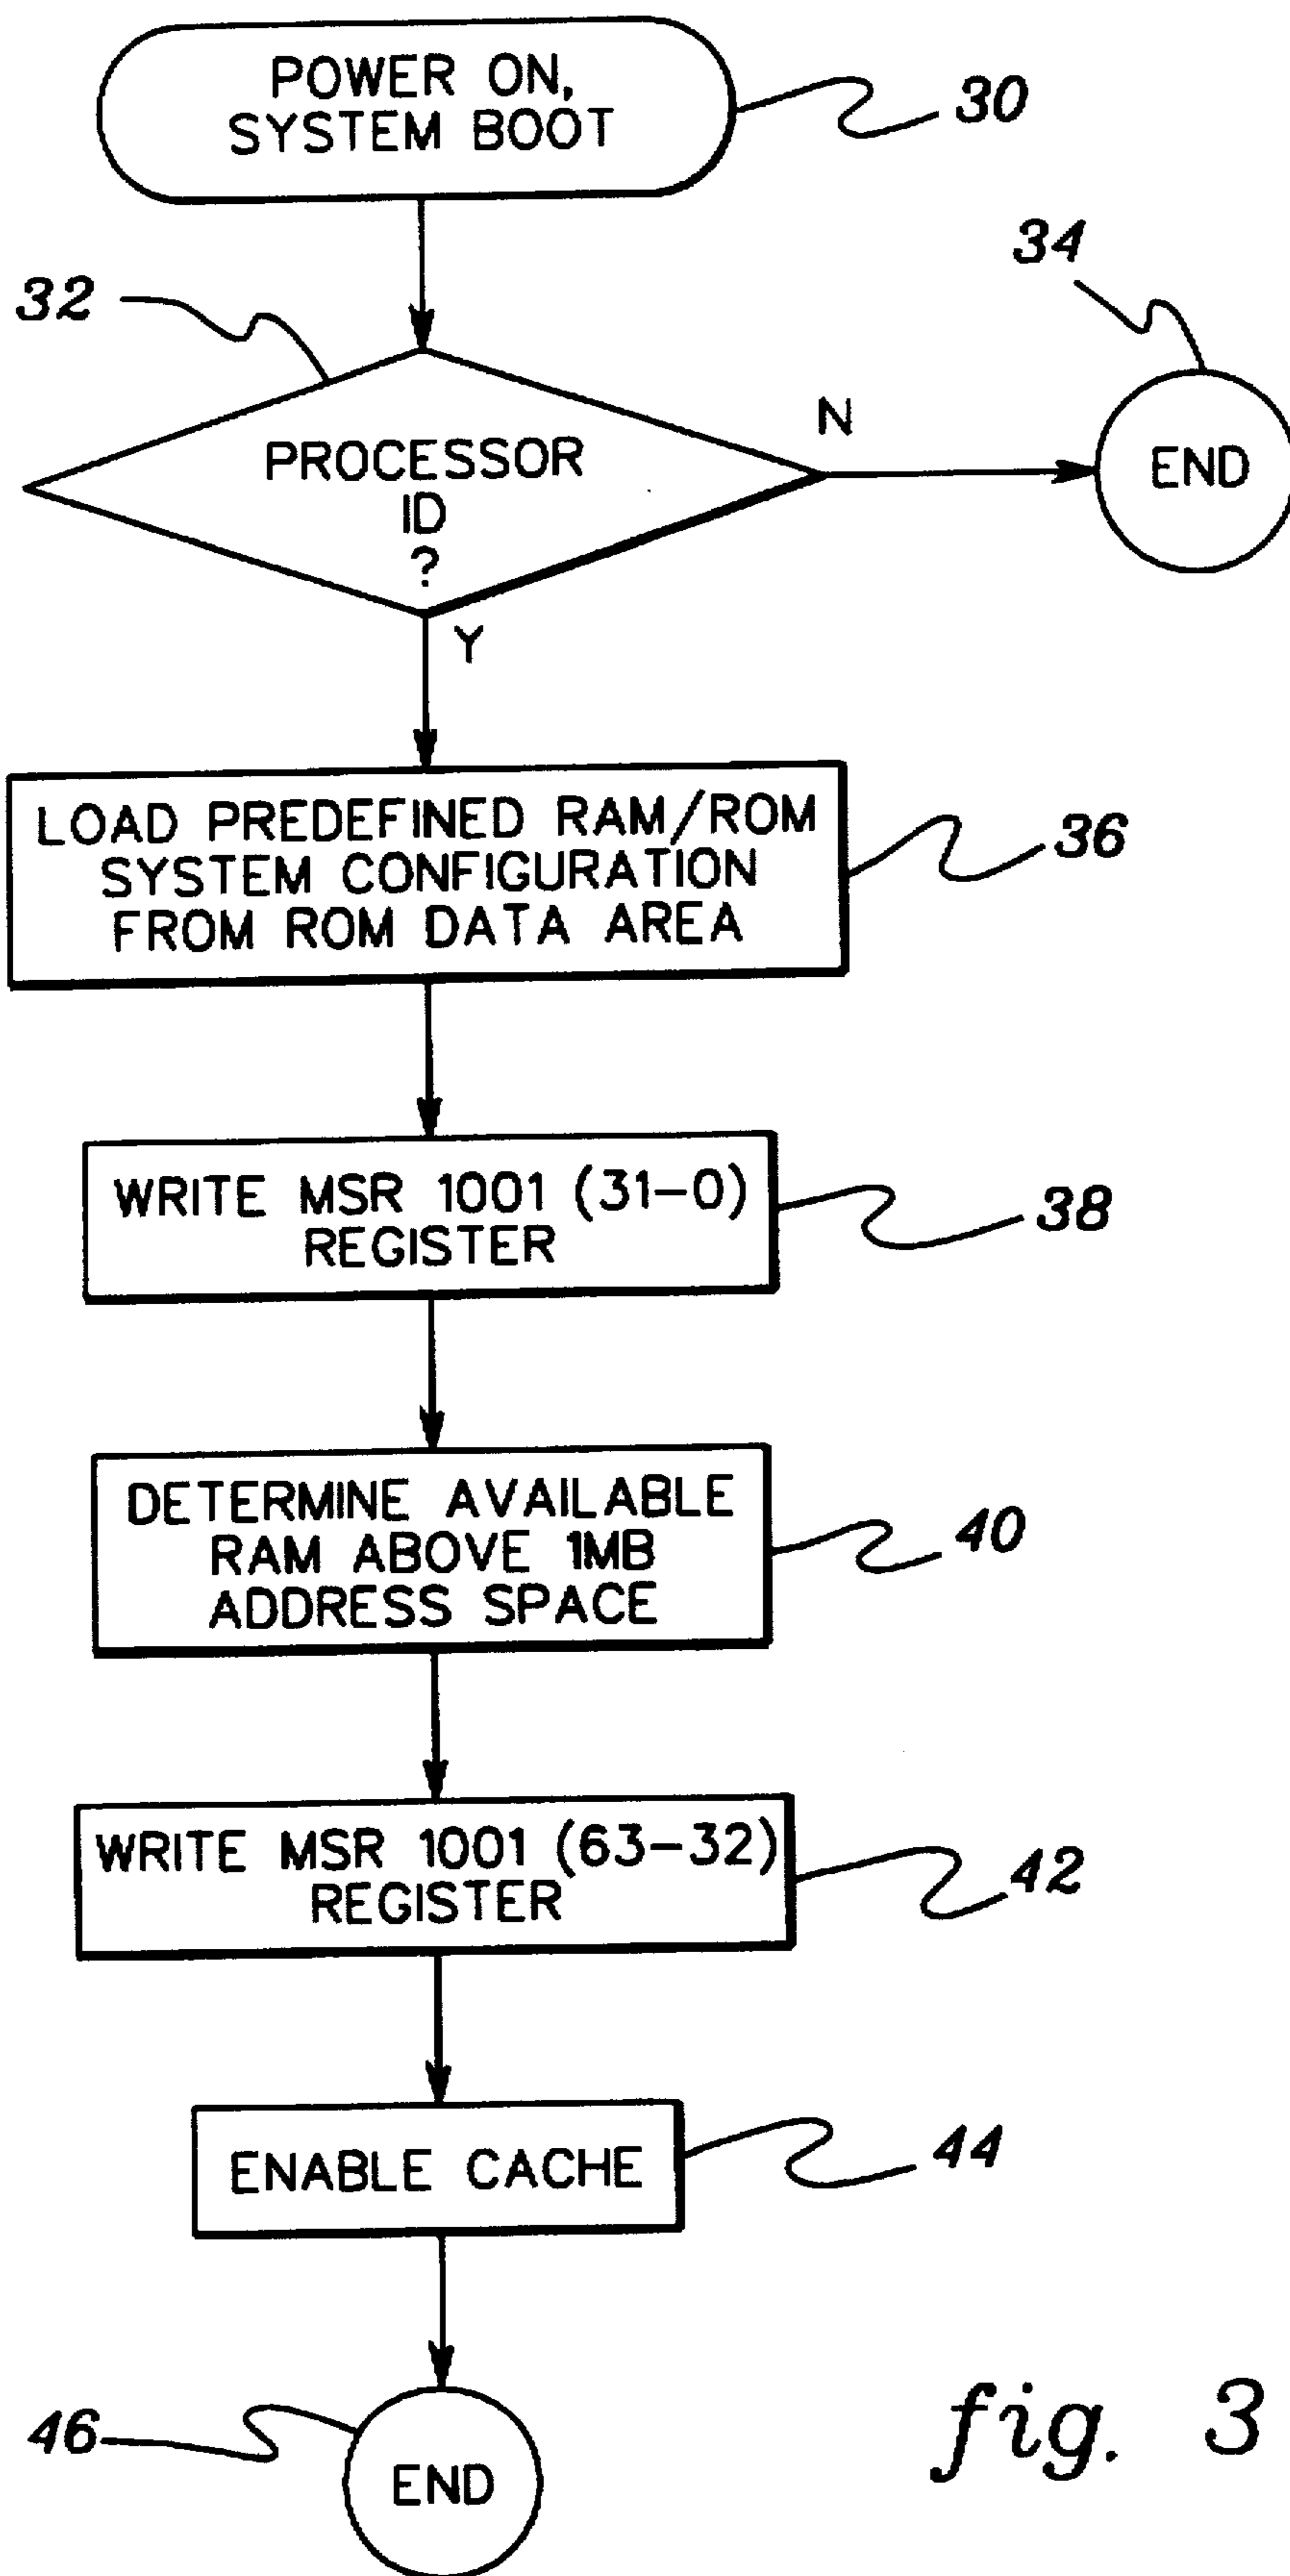 POWER ON,
SYSTEM BOOT
30
32
34
PROCESSOR
ID
?
N
END
Y
LOAD PREDEFINED RAM/ROM
SYSTEM CONFIGURATION
FROM ROM DATA AREA
36
WRITE MSR 1001 (31-0)
REGISTER
38
DETERMINE AVAILABLE
RAM ABOVE 1MB
ADDRESS SPACE
40
WRITE MSR 1001 (63-32)
REGISTER
42
ENABLE CACHE
44
46
END
fig. 3